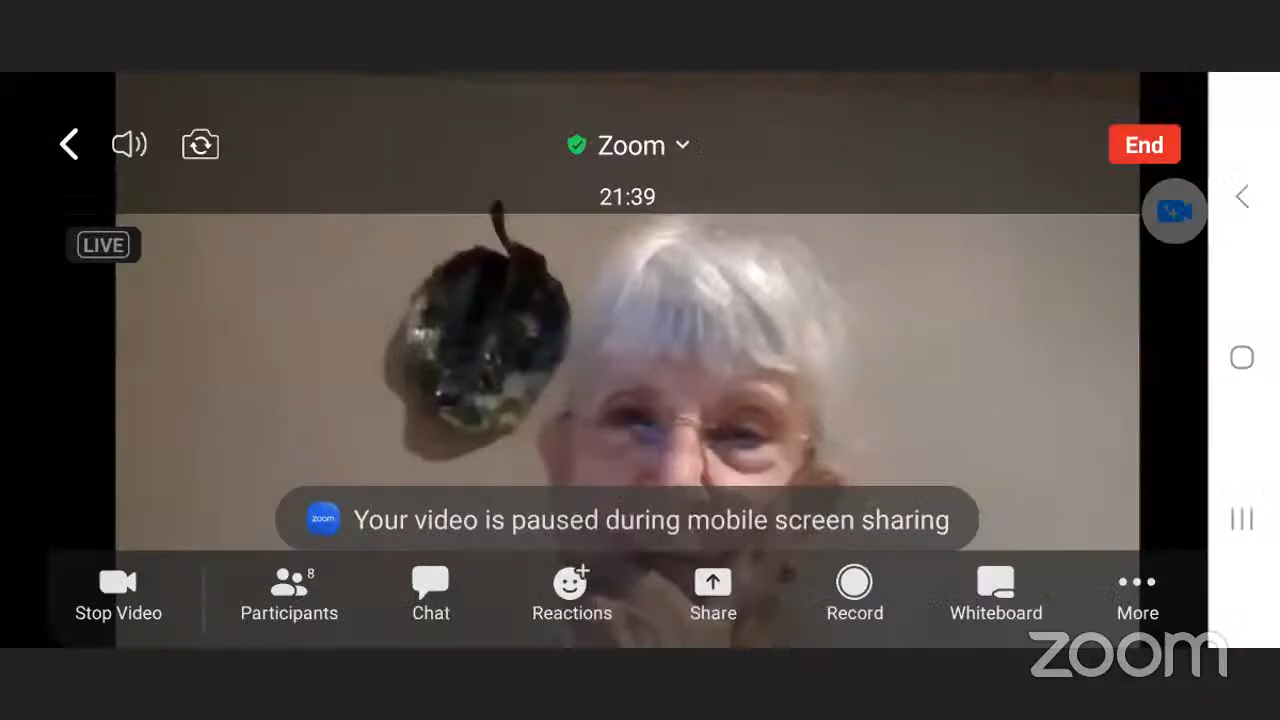 Zoom
End
21:39
LIVE
zoom
Your video is paused during mobile screen sharing
8
Stop Video
Participants
Chat
Reactions
Share
Record
Whiteboard
More
zoom